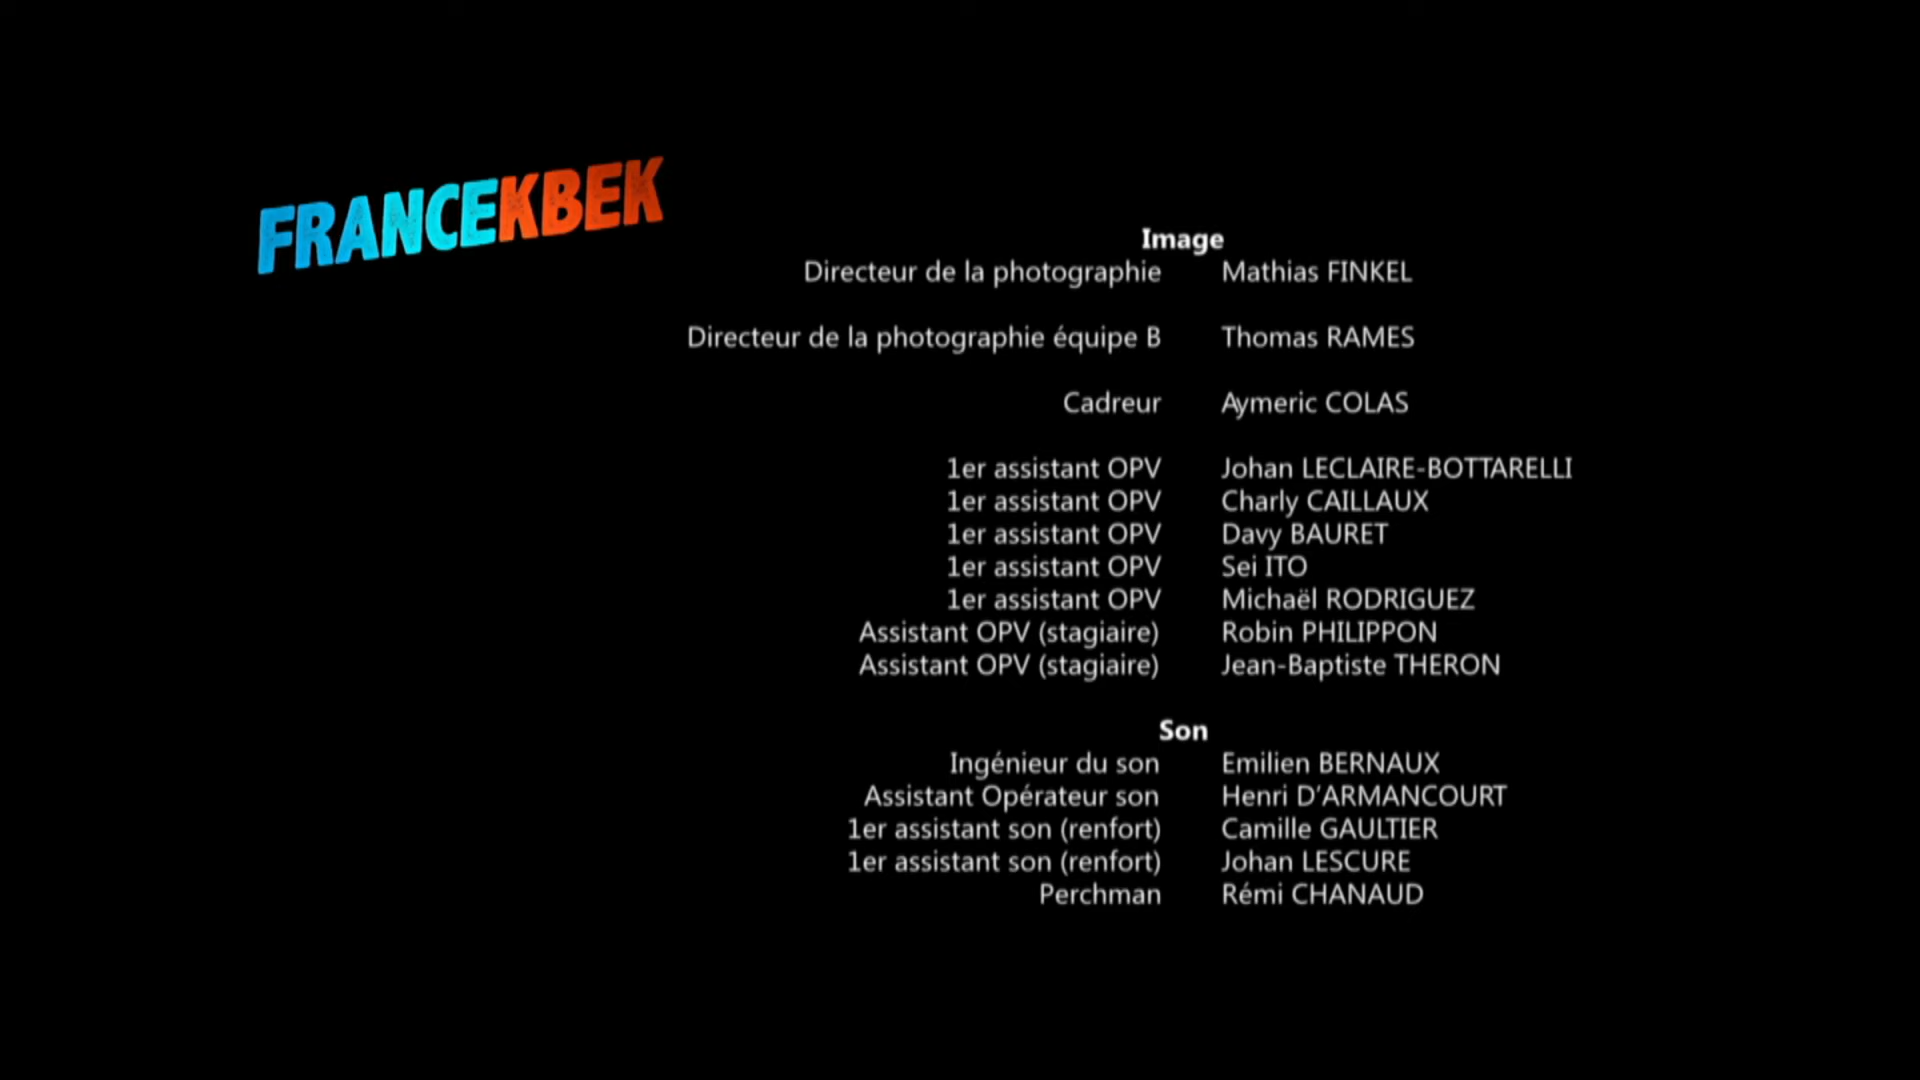 FRANCEKBEK
Image
Directeur de la photographie Mathias FINKEL
Directeur de la photographie équipe B Thomas RAMES
Cadreur Aymeric COLAS
1er assistant OPV Johan LECLAIRE-BOTTARELLI
1er assistant OPV Charly CAILLAUX
1er assistant OPV Davy BAURET
1er assistant OPV Sei ITO
1er assistant OPV Michaël RODRIGUEZ
Assistant OPV (stagiaire) Robin PHILIPPON
Assistant OPV (stagiaire) Jean-Baptiste THERON
Son
Ingénieur du son Emilien BERNAUX
Assistant Opérateur son Henri D'ARMANCOURT
1er assistant son (renfort) Camille GAULTIER
1er assistant son (renfort) Johan LESCURE
Perchman Rémi CHANAUD